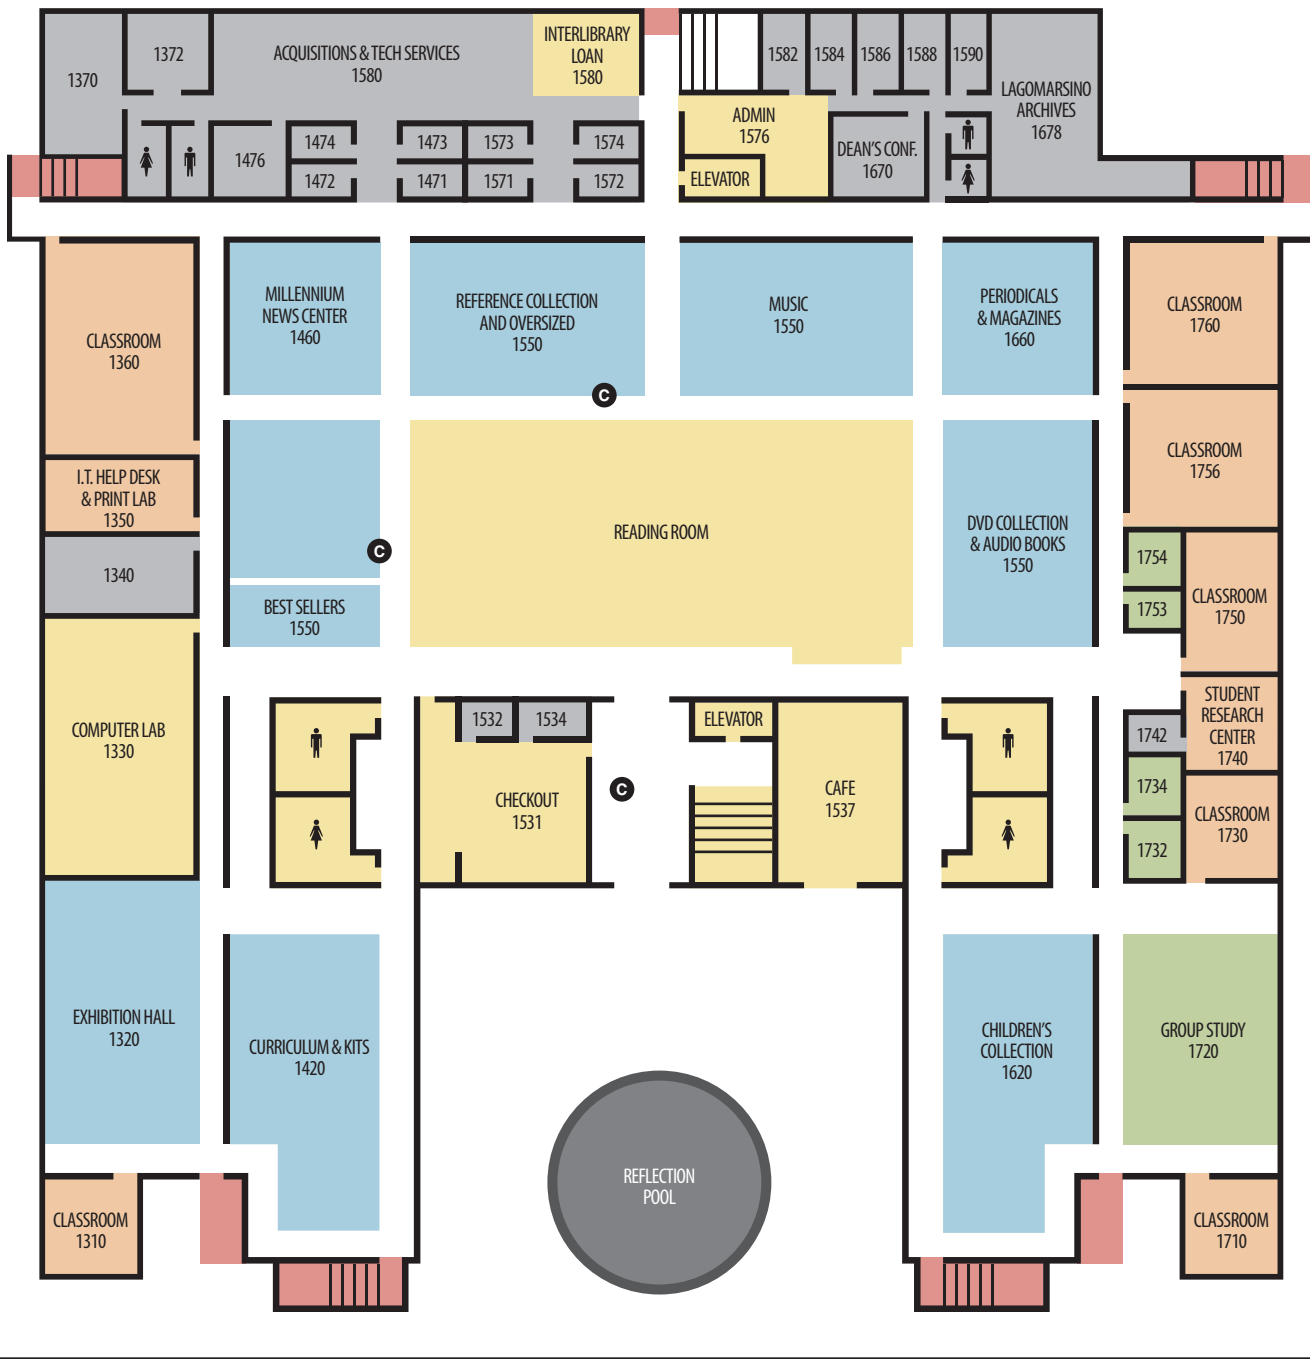 1370
1372
ACQUISITIONS & TECH SERVICES
1580
INTERLIBRARY
LOAN
1580
1582
1584
1586
1588
1590
LAGOMARSINO
ARCHIVES
1678
ADMIN
1576
DEAN'S CONF.
1670
ELEVATOR
1476
1474
1472
1473
1471
1573
1571
1574
1572
CLASSROOM
1360
MILLENNIUM
NEWS CENTER
1460
REFERENCE COLLECTION
AND OVERSIZED
1550
MUSIC
1550
PERIODICALS
& MAGAZINES
1660
CLASSROOM
1760
C
CLASSROOM
1756
I.T. HELP DESK
& PRINT LAB
1350
1340
C
READING ROOM
DVD COLLECTION
& AUDIO BOOKS
1550
BEST SELLERS
1550
1754
1753
CLASSROOM
1750
COMPUTER LAB
1330
1532
1534
ELEVATOR
CHECKOUT
1531
C
CAFE
1537
STUDENT
RESEARCH
CENTER
1740
1742
1734
1732
CLASSROOM
1730
EXHIBITION HALL
1320
CURRICULUM & KITS
1420
CHILDREN'S
COLLECTION
1620
GROUP STUDY
1720
REFLECTION
POOL
CLASSROOM
1310
CLASSROOM
1710